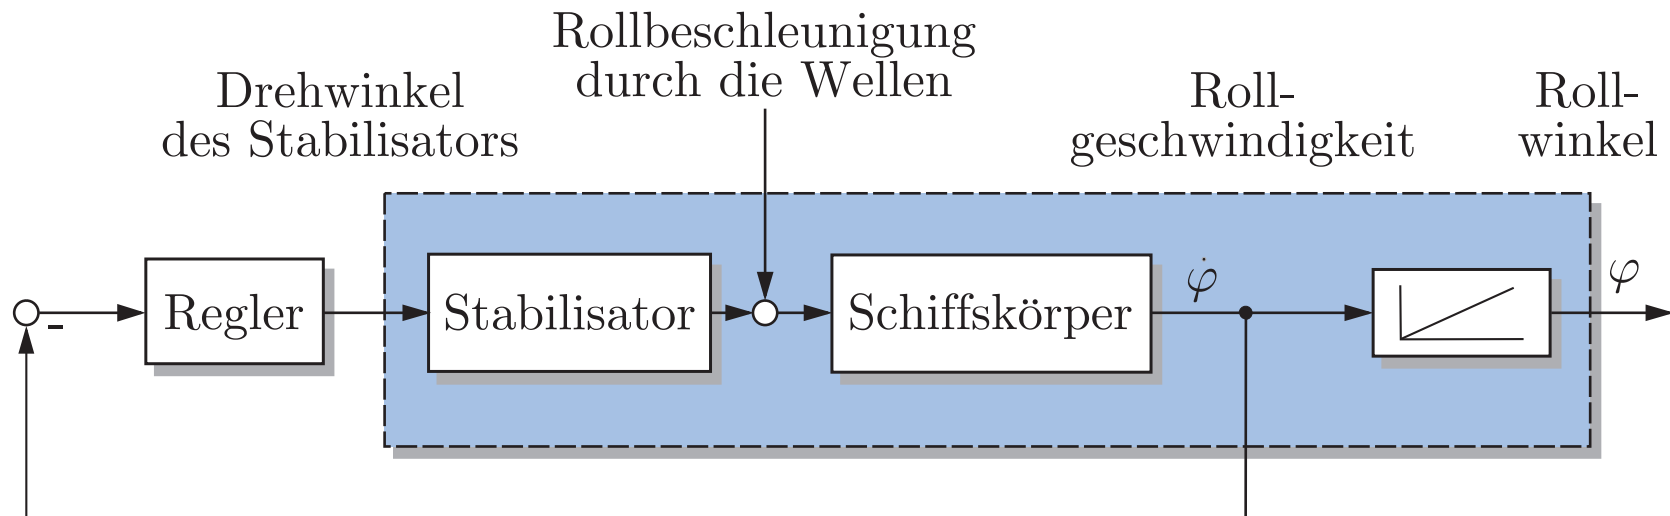 Rollbeschleunigung
durch die Wellen
Drehwinkel
des Stabilisators
Roll-
geschwindigkeit
Roll-
winkel
-
Regler
Stabilisator
Schiffskörper
φ̇
φ